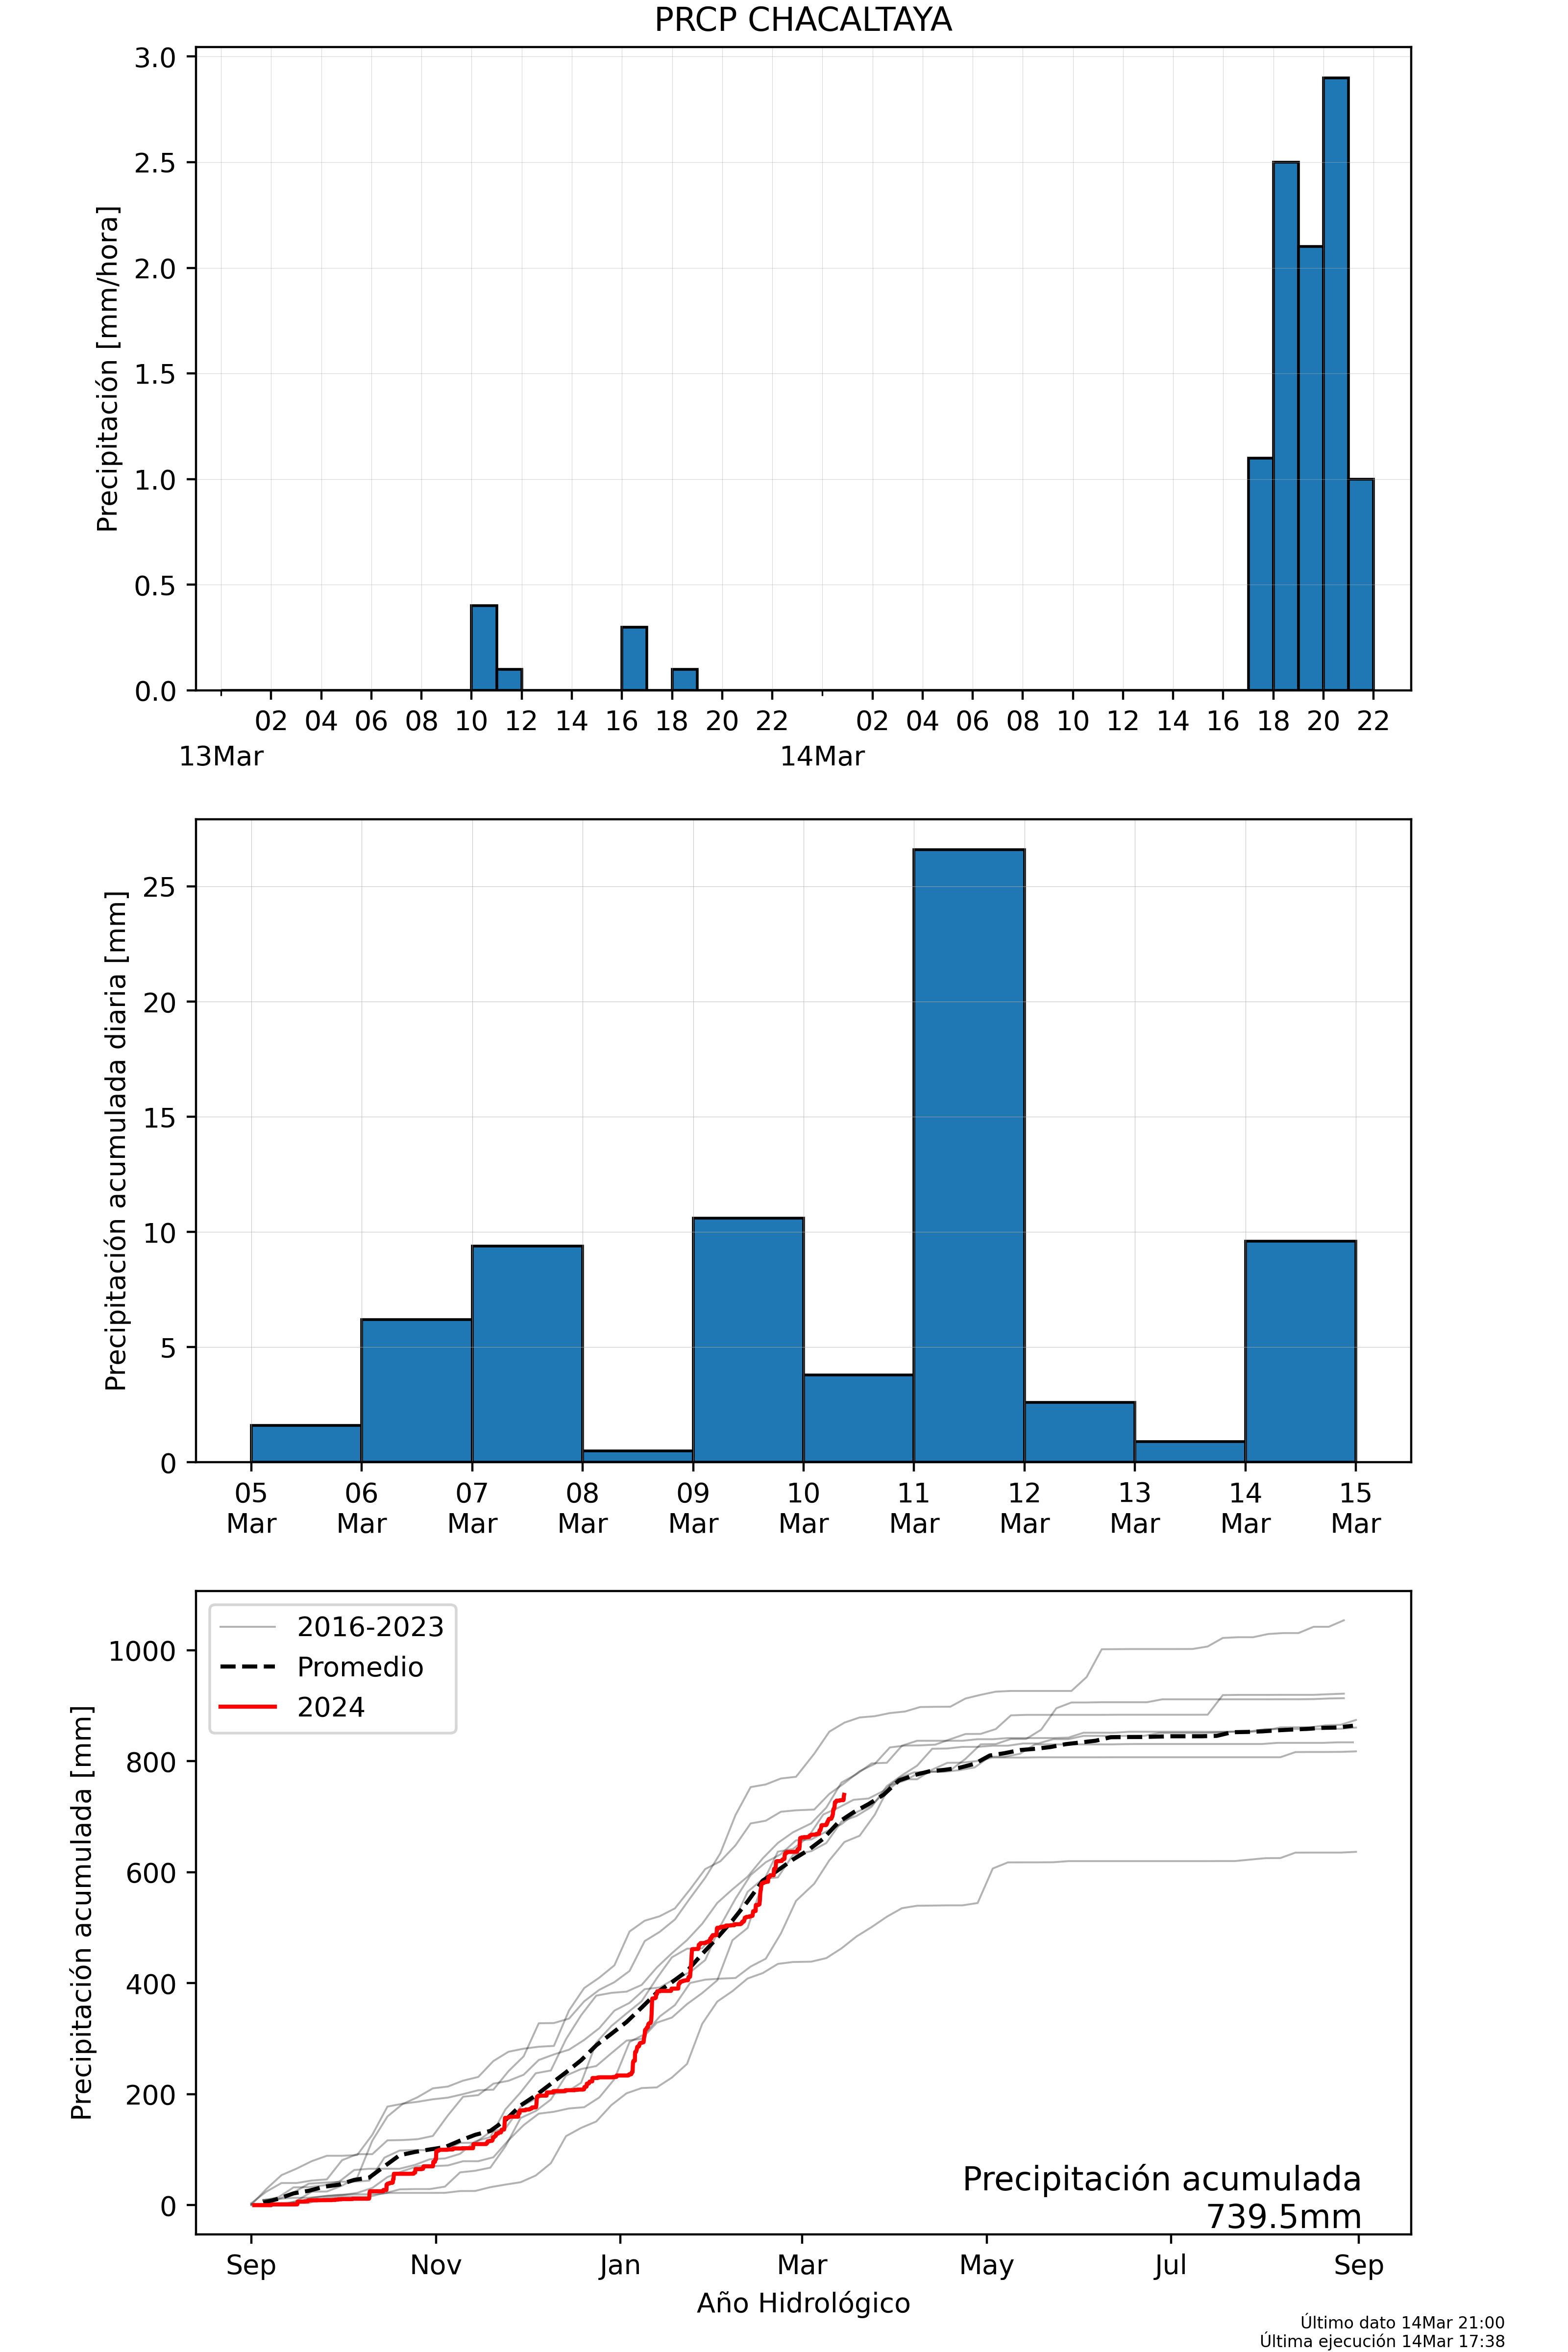 PRCP CHACALTAYA
Precipitación [mm/hora]
3.0
2.5
2.0
1.5
1.0
0.5
0.0
02 04 06 08 10 12 14 16 18 20 22 02 04 06 08 10 12 14 16 18 20 22
13Mar 14Mar
Precipitación acumulada diaria [mm]
25
20
15
10
5
0
05 06 07 08 09 10 11 12 13 14 15
Mar Mar Mar Mar Mar Mar Mar Mar Mar Mar Mar
Precipitación acumulada [mm]
1000
800
600
400
200
0
2016-2023
Promedio
2024
Precipitación acumulada
739.5mm
Sep Nov Jan Mar May Jul Sep
Año Hidrológico
Último dato 14Mar 21:00
Última ejecución 14Mar 17:38